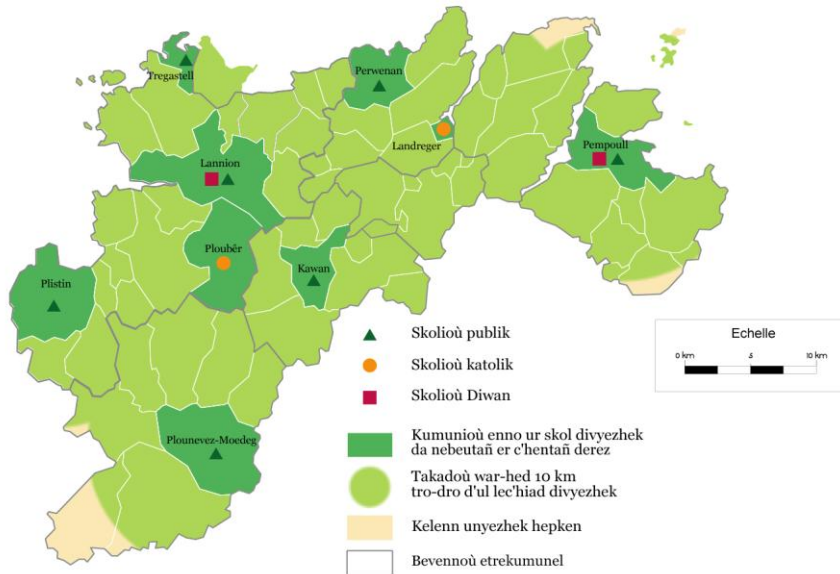 Tregastell
Perwenan
Landreger
Pempoull
Lannion
Ploubêr
Kawan
Plistin
Plounevez-Moedeg
Skolioù publik
Skolioù katolik
Skolioù Diwan
Kumunioù enno ur skol divyezhek
da nebeutañ er c'hentañ derez
Takadoù war-hed 10 km
tro-dro d'ul lec'hiad divyezhek
Kelenn unyezhek hepken
Bevennoù etrekumunel
Echelle
0 km 5 10 km